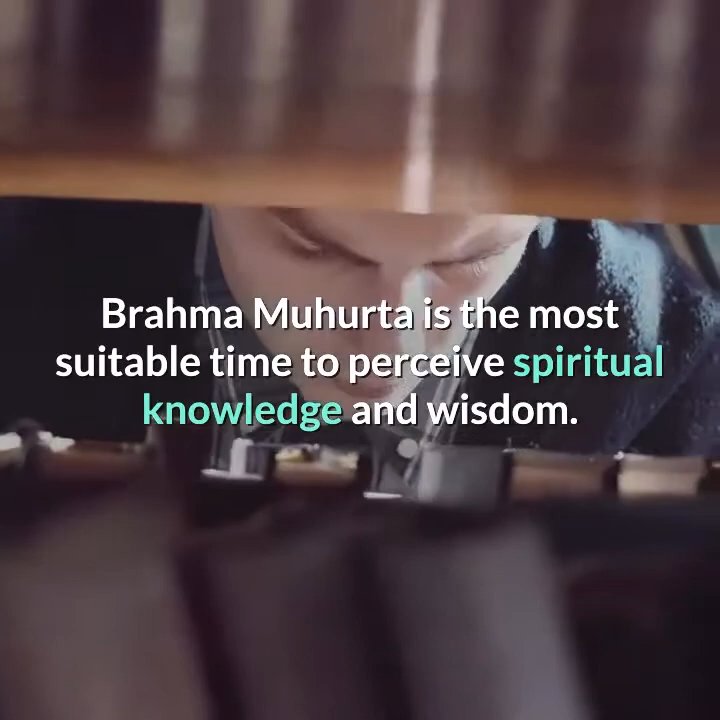 Brahma Muhurta is the most
suitable time to perceive spiritual
knowledge and wisdom.